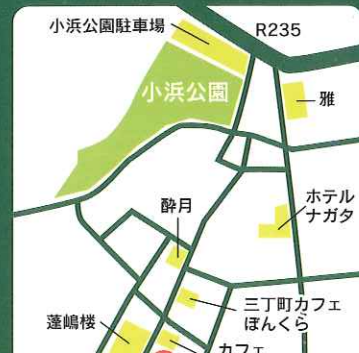 小浜公園駐車場
R235
小浜公園
雅
酔月
ホテル
ナガタ
三丁町カフェ
ぼんくら
蓬嶋楼
カフェ